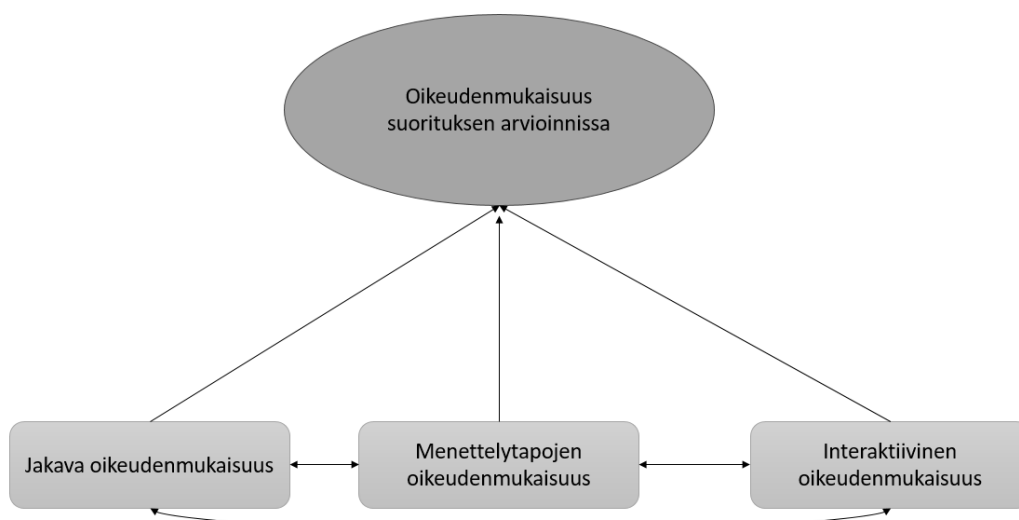 Oikeudenmukaisuus
suorituksen arvioinnissa
Jakava oikeudenmukaisuus
Menettelytapojen
oikeudenmukaisuus
Interaktiivinen
oikeudenmukaisuus